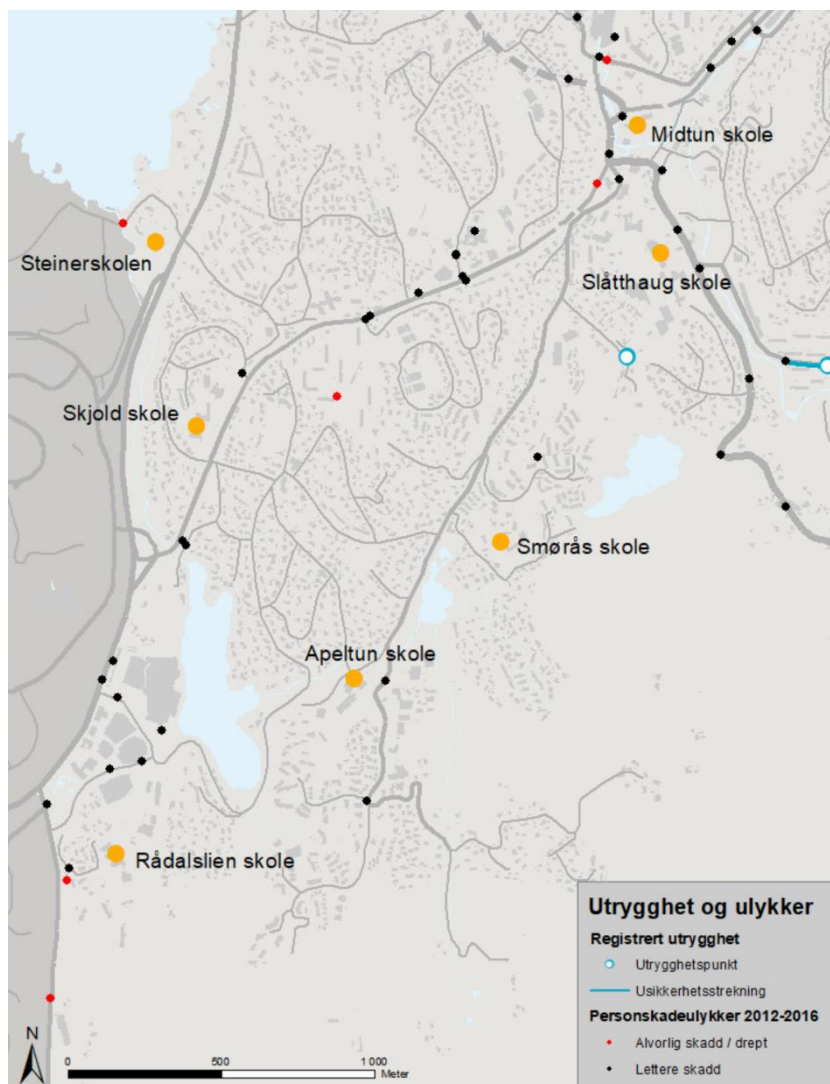 Midtun skole
Steinerskolen
Slåtthaug skole
Skjold skole
Smørås skole
Apeltun skole
Rådalslien skole
Utrygghet og ulykker
Registrert utrygghet
Utrygghetspunkt
Usikkerhetsstrekning
Personskadeulykker 2012-2016
Alvorlig skadd / drept
Lettere skadd
N
0 500 1 000
Meter